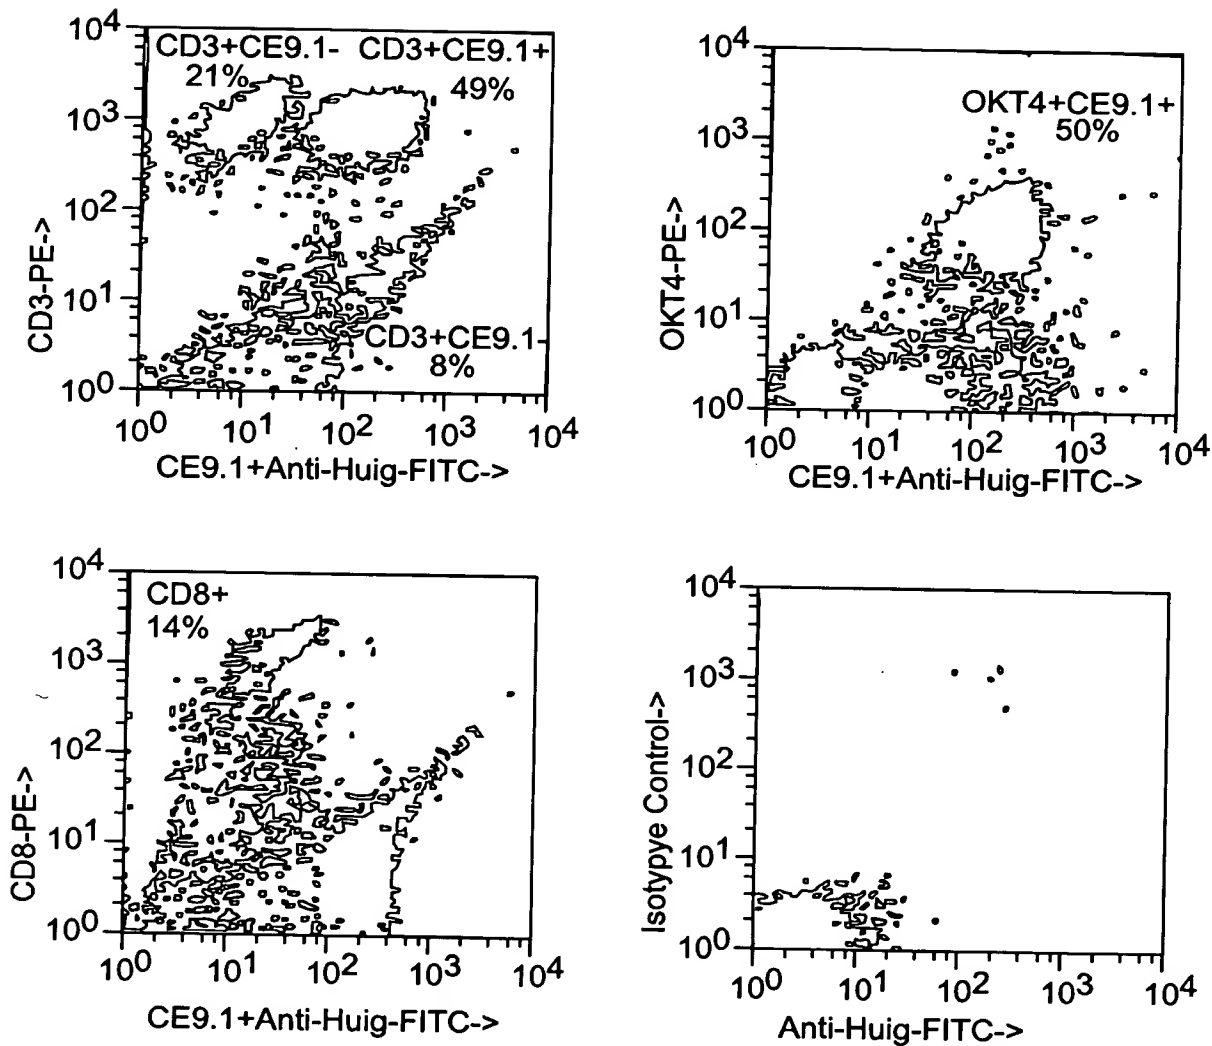 10^4
CD3+CE9.1- CD3+CE9.1+
21% 49%
10^3
10^2
CD3-PE->
10^1
CD3+CE9.1-
8%
10^0
10^0 10^1 10^2 10^3 10^4
CE9.1+Anti-Huig-FITC->
10^4
OKT4+CE9.1+
50%
10^3
10^2
OKT4-PE->
10^1
10^0
10^0 10^1 10^2 10^3 10^4
CE9.1+Anti-Huig-FITC->
10^4
CD8+
14%
10^3
10^2
CD8-PE->
10^1
10^0
10^0 10^1 10^2 10^3 10^4
CE9.1+Anti-Huig-FITC->
10^4
10^3
10^2
Isotypye Control->
10^1
10^0
10^0 10^1 10^2 10^3 10^4
Anti-Huig-FITC->